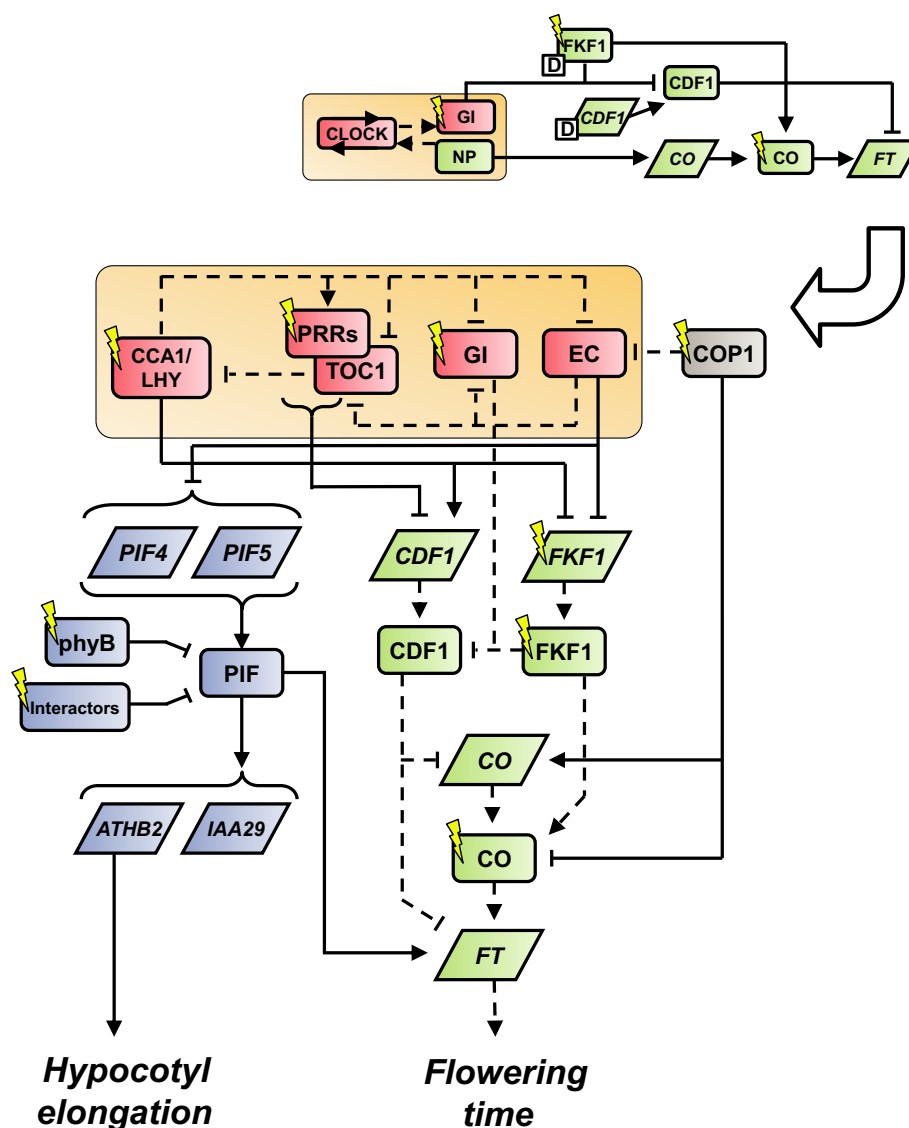 FKF1
D
CDF1
GI
CDF1
D
CLOCK
NP
CO
CO
FT
PRRs
CCA1/
LHY
TOC1
GI
EC
COP1
PIF4
PIF5
CDF1
FKF1
phyB
PIF
CDF1
FKF1
Interactors
CO
ATHB2
IAA29
CO
FT
Hypocotyl
elongation
Flowering
time